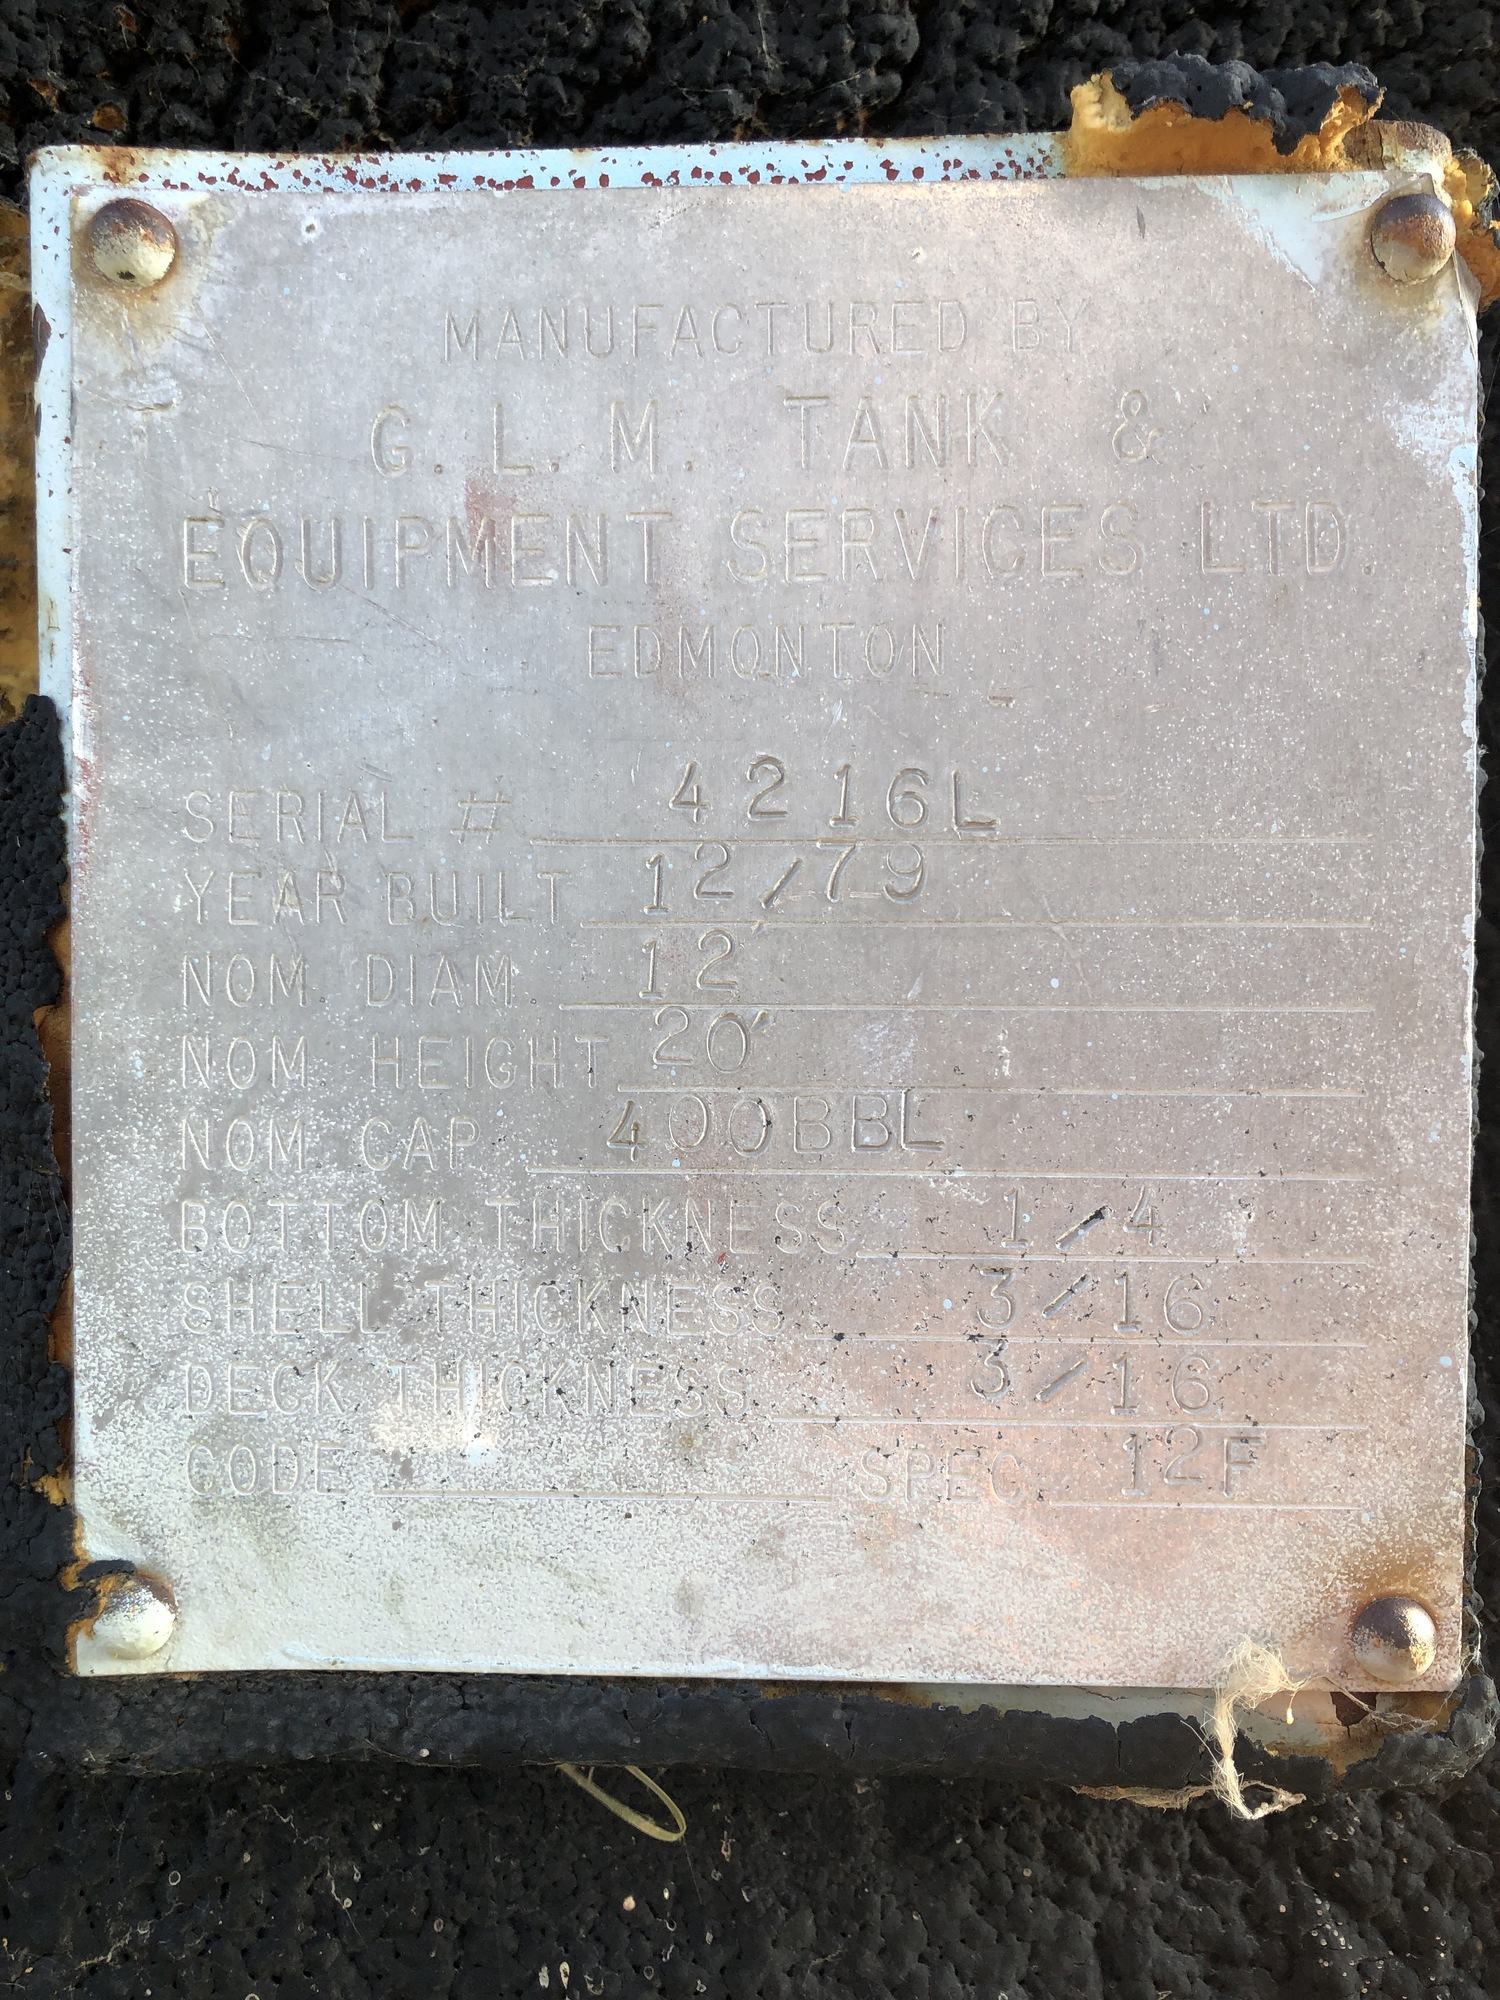 MANUFACTURED BY
G. L. M. TANK &
EQUIPMENT SERVICES LTD.
EDMONTON
SERIAL # 4216L
YEAR BUILT 12/79
NOM DIAM 12'
NOM HEIGHT 20'
NOM CAP 400BBL
BOTTOM THICKNESS 1/4
SHELL THICKNESS 3/16
DECK THICKNESS 3/16
CODE SPEC 12F